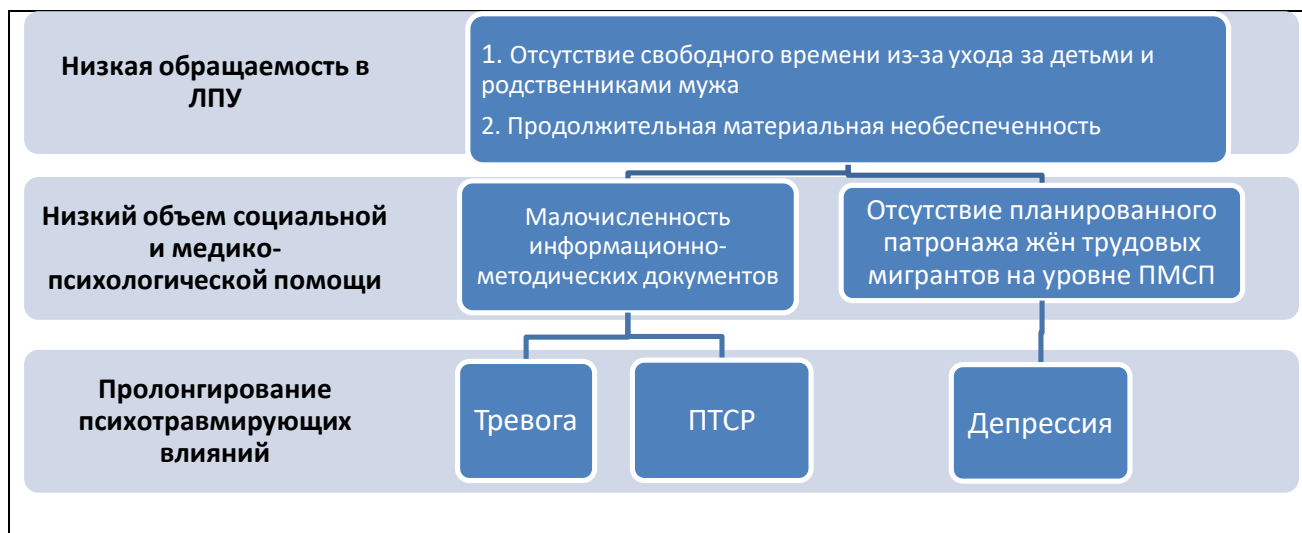 Низкая обращаемость в
ЛПУ
1. Отсутствие свободного времени из-за ухода за детьми и
родственниками мужа
2. Продолжительная материальная необеспеченность
Низкий объем социальной
и медико-
психологической помощи
Малочисленность
информационно-
методических документов
Отсутствие планированного
патронажа жён трудовых
мигрантов на уровне ПМСП
Пролонгирование
психотравмирующих
влияний
Тревога
ПТСР
Депрессия